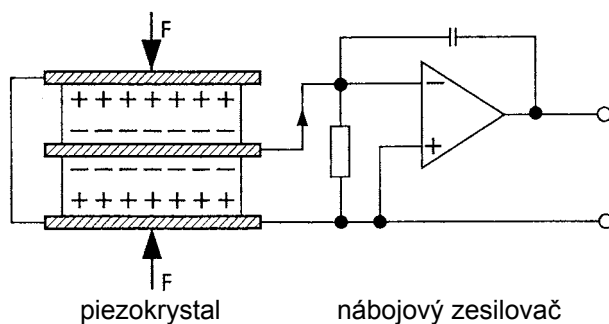 F
+ + + + + + +
− − − − − − −
− − − − − − −
+ + + + + + +
F
−
+
piezokrystal nábojový zesilovač